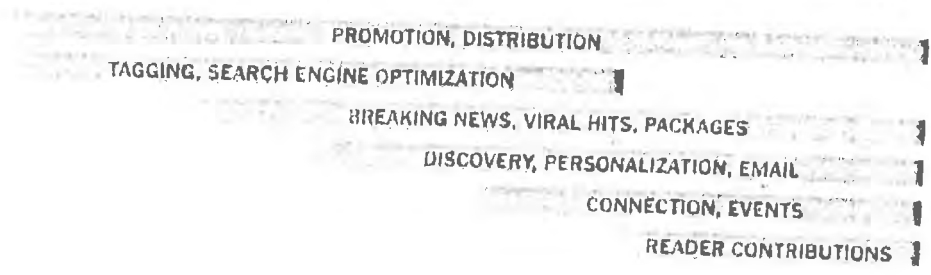 PROMOTION, DISTRIBUTION
TAGGING, SEARCH ENGINE OPTIMIZATION
BREAKING NEWS, VIRAL HITS, PACKAGES
DISCOVERY, PERSONALIZATION, EMAIL
CONNECTION, EVENTS
READER CONTRIBUTIONS